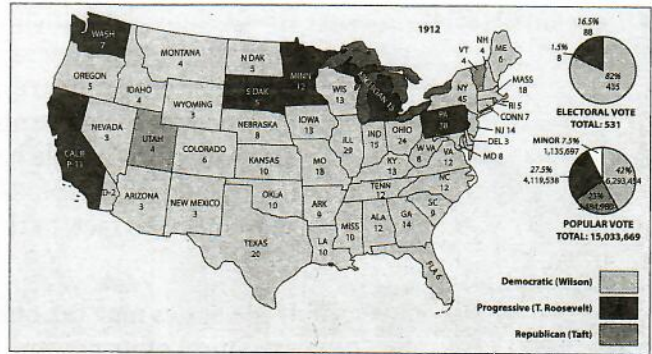 1912
WASH
7
OREGON
5
CALIF
P-11
D-2
NEVADA
3
IDAHO
4
MONTANA
4
WYOMING
3
UTAH
4
ARIZONA
3
COLORADO
6
NEW MEXICO
3
N DAK
5
S DAK
5
NEBRASKA
8
KANSAS
10
OKLA
10
TEXAS
20
MINN
12
IOWA
13
MO
18
ARK
9
LA
10
WIS
13
ILL
29
IND
15
OHIO
24
KY
13
TENN
12
MISS
10
ALA
12
GA
14
FLA 6
SC
9
NC
12
VA
12
W VA
8
PA
38
NY
45
VT
4
NH
4
ME
6
MASS
18
RI 5
CONN 7
NJ 14
DEL 3
MD 8
16.5%
88
1.5%
8
82%
435
ELECTORAL VOTE
TOTAL: 531
MINOR 7.5%
1,135,697
27.5%
4,119,538
42%
6,293,454
23%
POPULAR VOTE
TOTAL: 15,033,669
Democratic (Wilson)
Progressive (T. Roosevelt)
Republican (Taft)